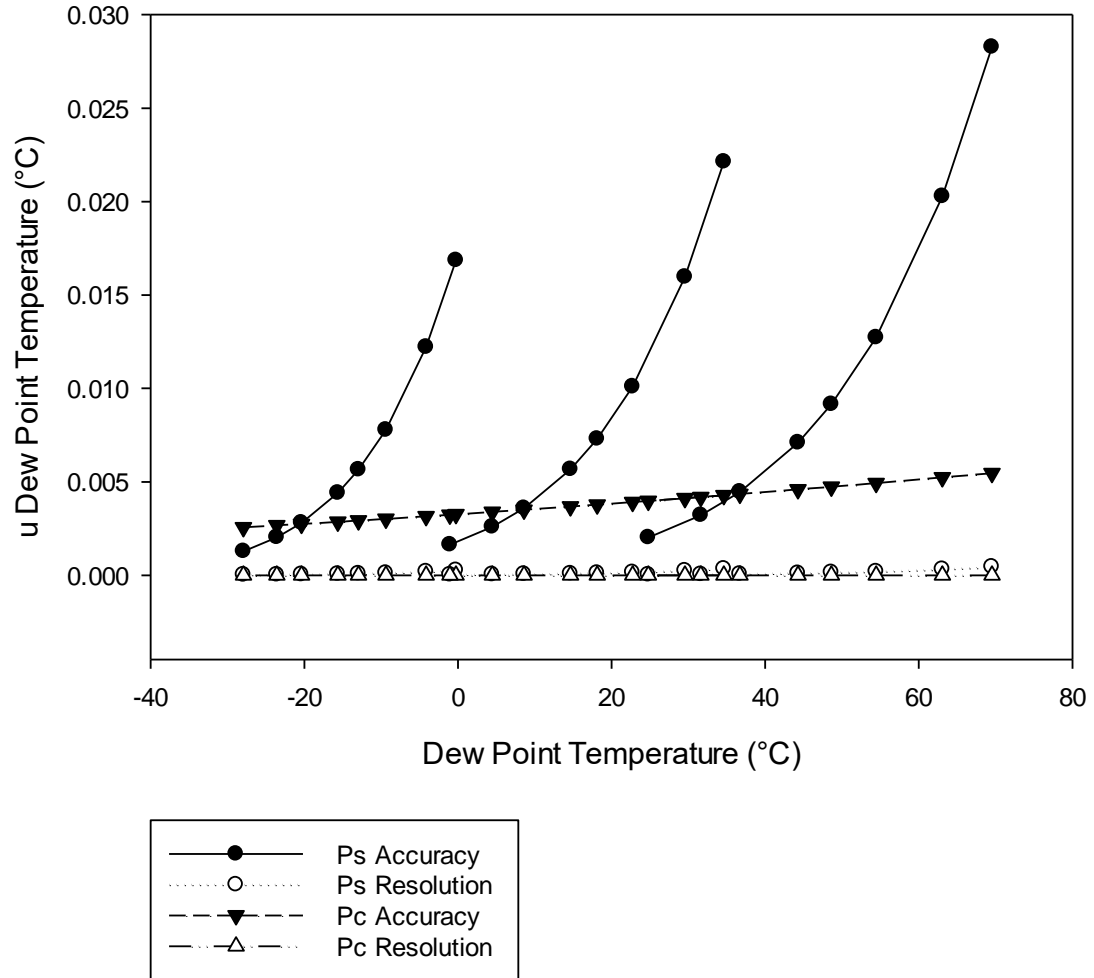 0.030
0.025
0.020
0.015
0.010
0.005
0.000
u Dew Point Temperature (°C)
-40 -20 0 20 40 60 80
Dew Point Temperature (°C)
Ps Accuracy
Ps Resolution
Pc Accuracy
Pc Resolution